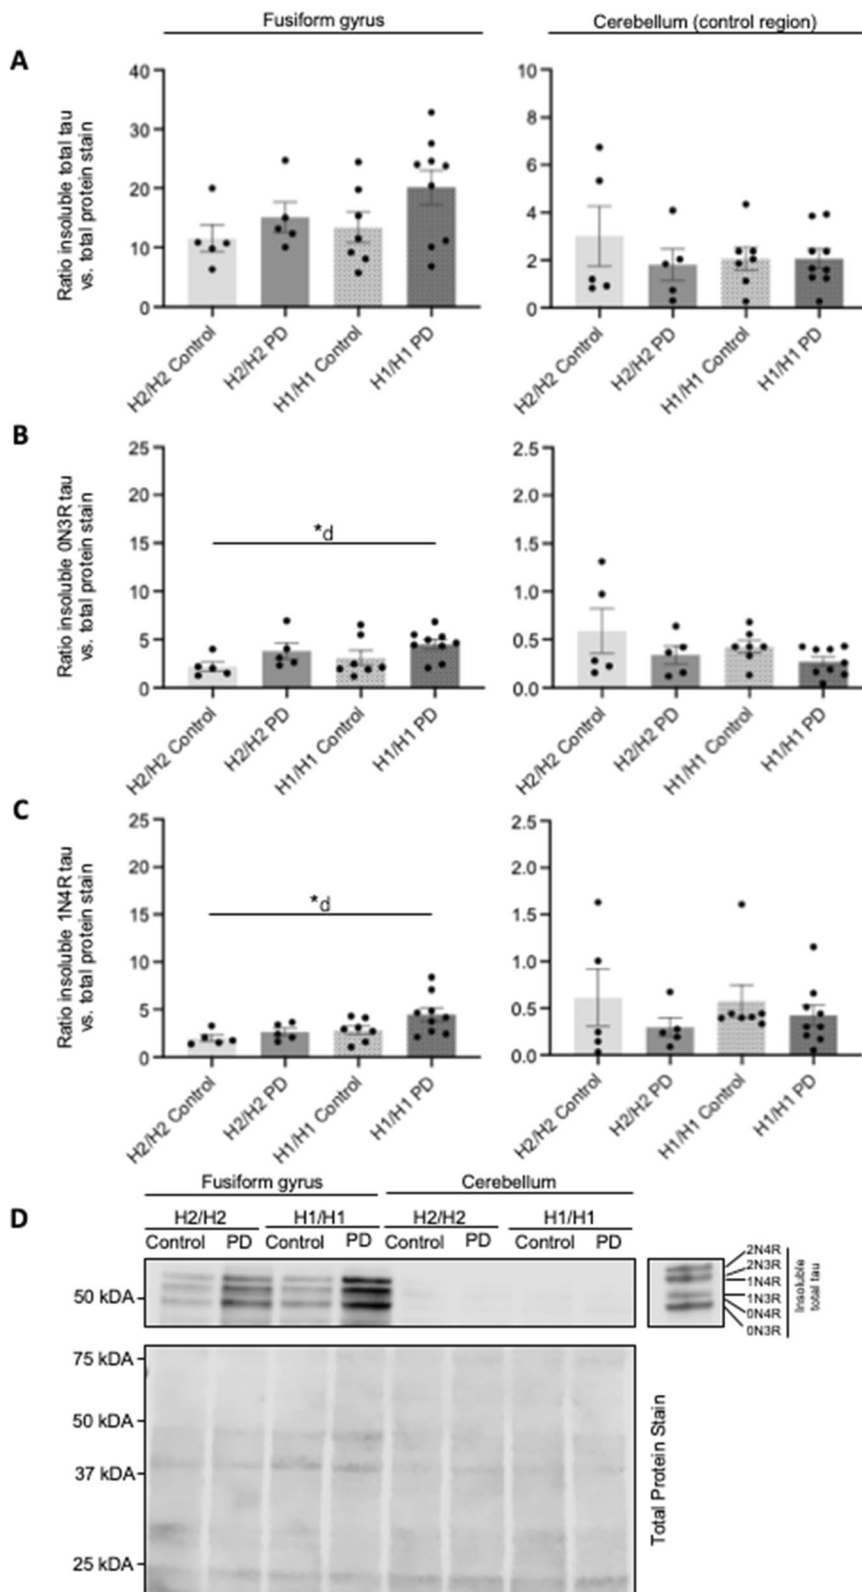 Fusiform gyrus
Cerebellum (control region)
A
Ratio insoluble total tau
vs. total protein stain
40
30
20
10
0
H2/H2 Control
H2/H2 PD
H1/H1 Control
H1/H1 PD
10
8
6
4
2
0
H2/H2 Control
H2/H2 PD
H1/H1 Control
H1/H1 PD
B
Ratio insoluble 0N3R tau
vs. total protein stain
25
20
15
10
5
0
*d
H2/H2 Control
H2/H2 PD
H1/H1 Control
H1/H1 PD
2.5
2.0
1.5
1.0
0.5
0.0
H2/H2 Control
H2/H2 PD
H1/H1 Control
H1/H1 PD
C
Ratio insoluble 1N4R tau
vs. total protein stain
25
20
15
10
5
0
*d
H2/H2 Control
H2/H2 PD
H1/H1 Control
H1/H1 PD
2.5
2.0
1.5
1.0
0.5
0.0
H2/H2 Control
H2/H2 PD
H1/H1 Control
H1/H1 PD
D
Fusiform gyrus
Cerebellum
H2/H2
H1/H1
H2/H2
H1/H1
Control PD Control PD Control PD Control PD
50 kDA
2N4R
2N3R
1N4R
1N3R
0N4R
0N3R
Insoluble
total tau
75 kDA
50 kDA
37 kDA
25 kDA
Total Protein Stain